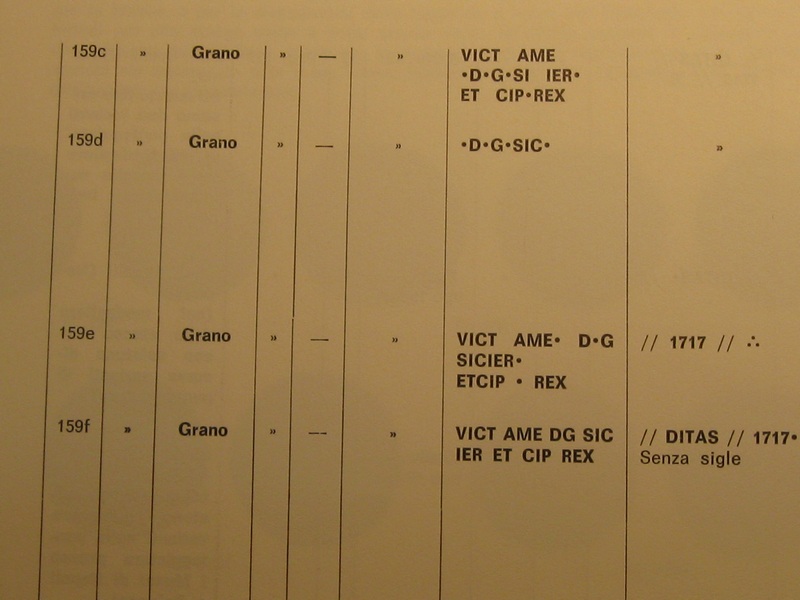 159c » Grano » — » VICT AME »
•D•G•SI IER•
ET CIP•REX
159d » Grano » — » •D•G•SIC• »
159e » Grano » — » VICT AME• D•G // 1717 // ∴
SICIER•
ETCIP • REX
159f » Grano » — » VICT AME DG SIC // DITAS // 1717•
IER ET CIP REX Senza sigle